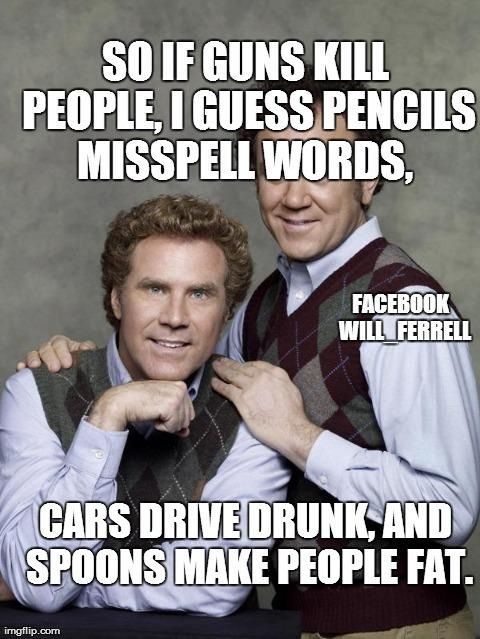 SO IF GUNS KILL
PEOPLE, I GUESS PENCILS
MISSPELL WORDS,
FACEBOOK
WILL_FERRELL
CARS DRIVE DRUNK, AND
SPOONS MAKE PEOPLE FAT.
imgflip.com